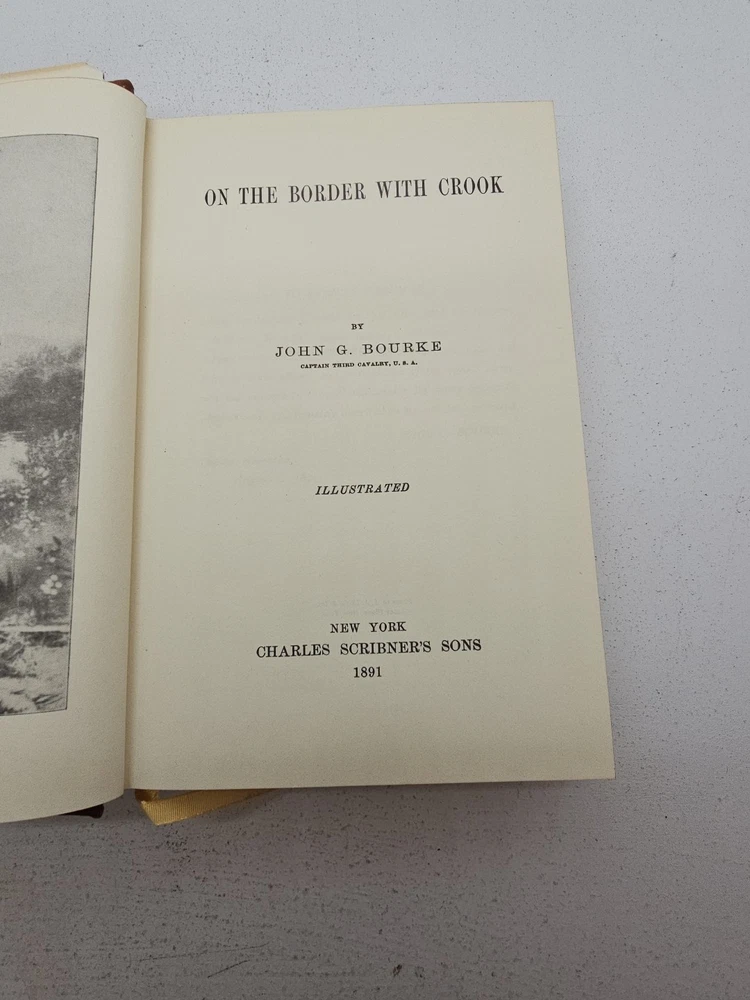 ON THE BORDER WITH CROOK
BY
JOHN G. BOURKE
CAPTAIN THIRD CAVALRY, U. S. A.
ILLUSTRATED
NEW YORK
CHARLES SCRIBNER'S SONS
1891